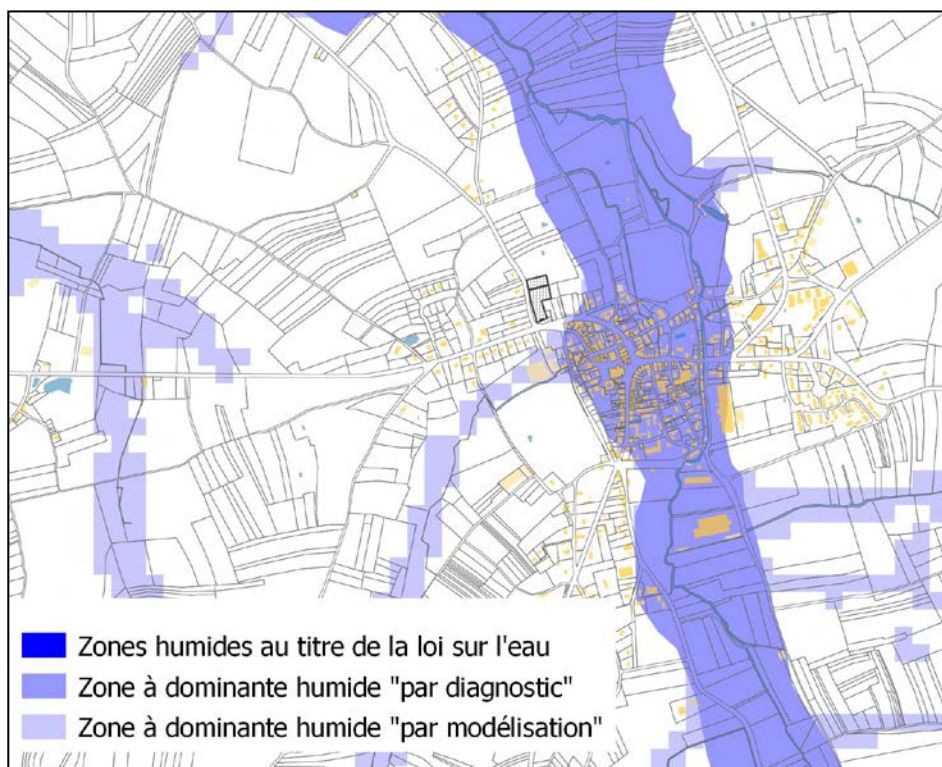 Zones humides au titre de la loi sur l'eau
Zone à dominante humide "par diagnostic"
Zone à dominante humide "par modélisation"